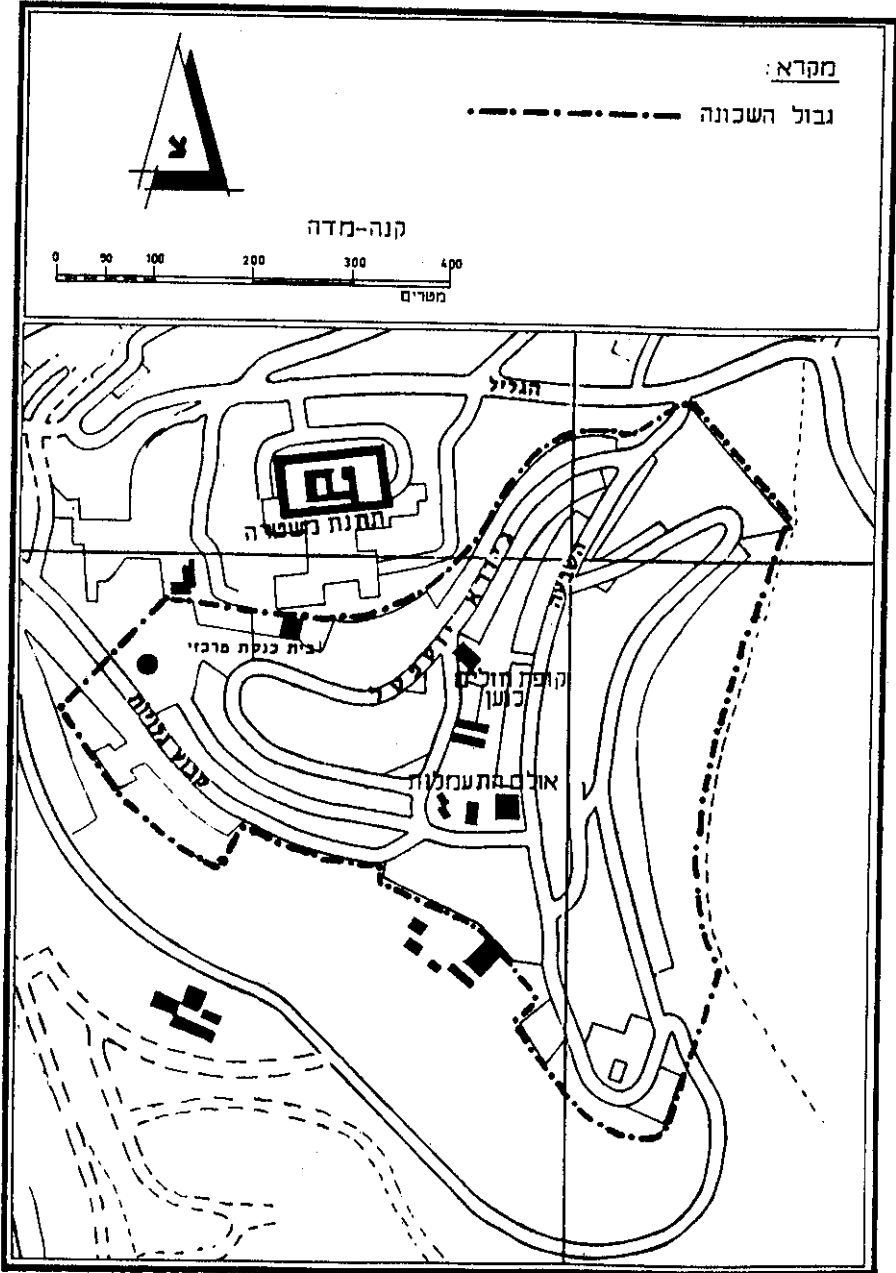 מקרא:
גבול השכונה
צ
קנה-מדה
0 50 100 200 300 400
מטרים
הגליל
תחנת משטרה
בית כנסת מרכזי
קופת חולים
כנען
אולם התעמלות